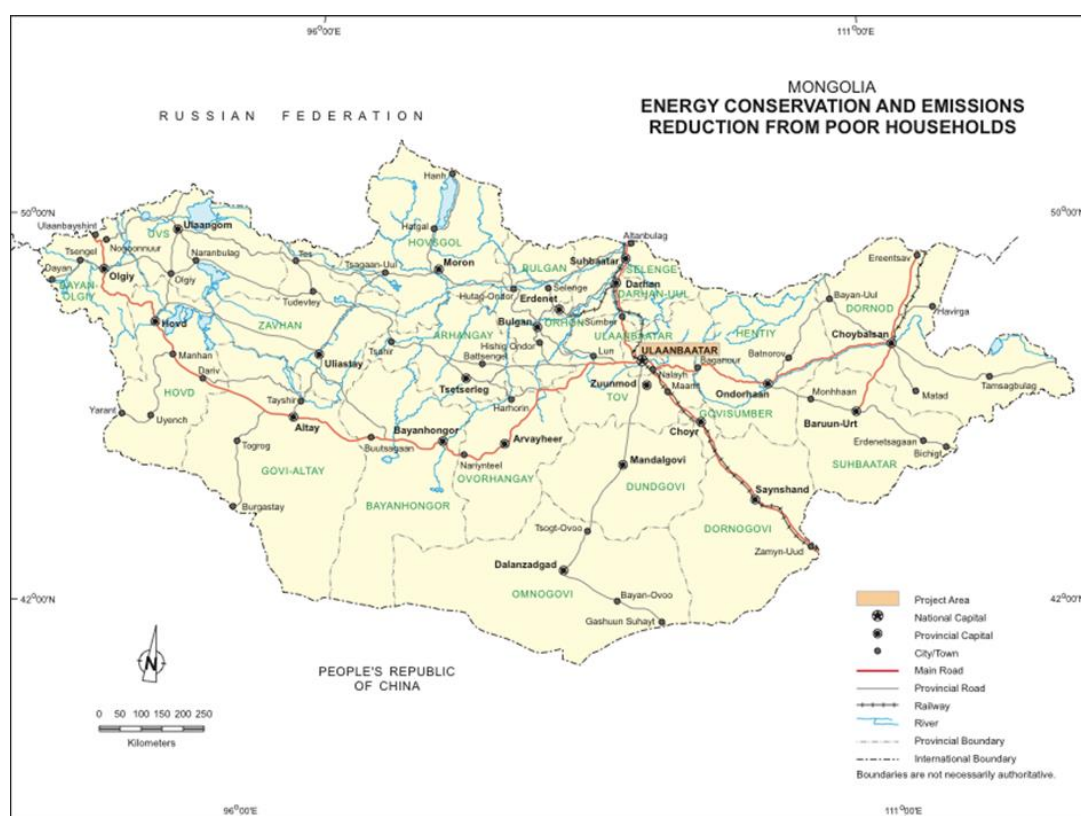 96°00'E
111°00'E
MONGOLIA
ENERGY CONSERVATION AND EMISSIONS
REDUCTION FROM POOR HOUSEHOLDS
RUSSIAN FEDERATION
Hanh
50°00'N
50°00'N
Ulaanbayshint
UVS
Ulaangom
Hatgal
HOVSGOL
Altanbulag
Nogoonnuur
Tsengel
Naranbulag
Tes
Tsagaan-Uul
Moron
BULGAN
Suhbaatar
SELENGE
Ereentsav
Dayan
Olgiy
Olgiy
BAYAN-
OLGIY
Tudevley
Hutag-Ondor
Selenge
Erdenet
Darhan
DARHAN-UUL
Bayan-Uul
DORNOD
Havirga
Hovd
ZAVHAN
ARHANGAY
Bulgan
ORHON
Sumber
ULAANBAATAR
HENTIY
Choybalsan
Manhan
Uliastay
Tsahir
Hishig Ondor
Battsengel
Lun
ULAANBAATAR
Baganuur
Batnorov
Dariv
Tsetserleg
Zuunmod
Nalayh
Maanit
Ondorhaan
Tamsagbulag
HOVD
Tayshir
Harhorin
TOV
GOVISUMBER
Monhhaan
Matad
Yarant
Uyench
Altay
Bayanhongor
Arvayheer
Choyr
Baruun-Urt
Togrog
Buutsagaan
Nariynteel
Mandalgovi
Erdenetsagaan
Bichigt
GOVI-ALTAY
OVORHANGAY
DUNDGOVI
SUHBAATAR
Burgastay
BAYANHONGOR
Saynshand
Tsogt-Ovoo
DORNOGOVI
Zamyn-Uud
Dalanzadgad
OMNOGOVI
Bayan-Ovoo
42°00'N
42°00'N
Gashuun Suhayt
Project Area
National Capital
Provincial Capital
City/Town
Main Road
Provincial Road
Railway
River
Provincial Boundary
International Boundary
Boundaries are not necessarily authoritative.
N
PEOPLE'S REPUBLIC
OF CHINA
0 50 100 150 200 250
Kilometers
96°00'E
111°00'E